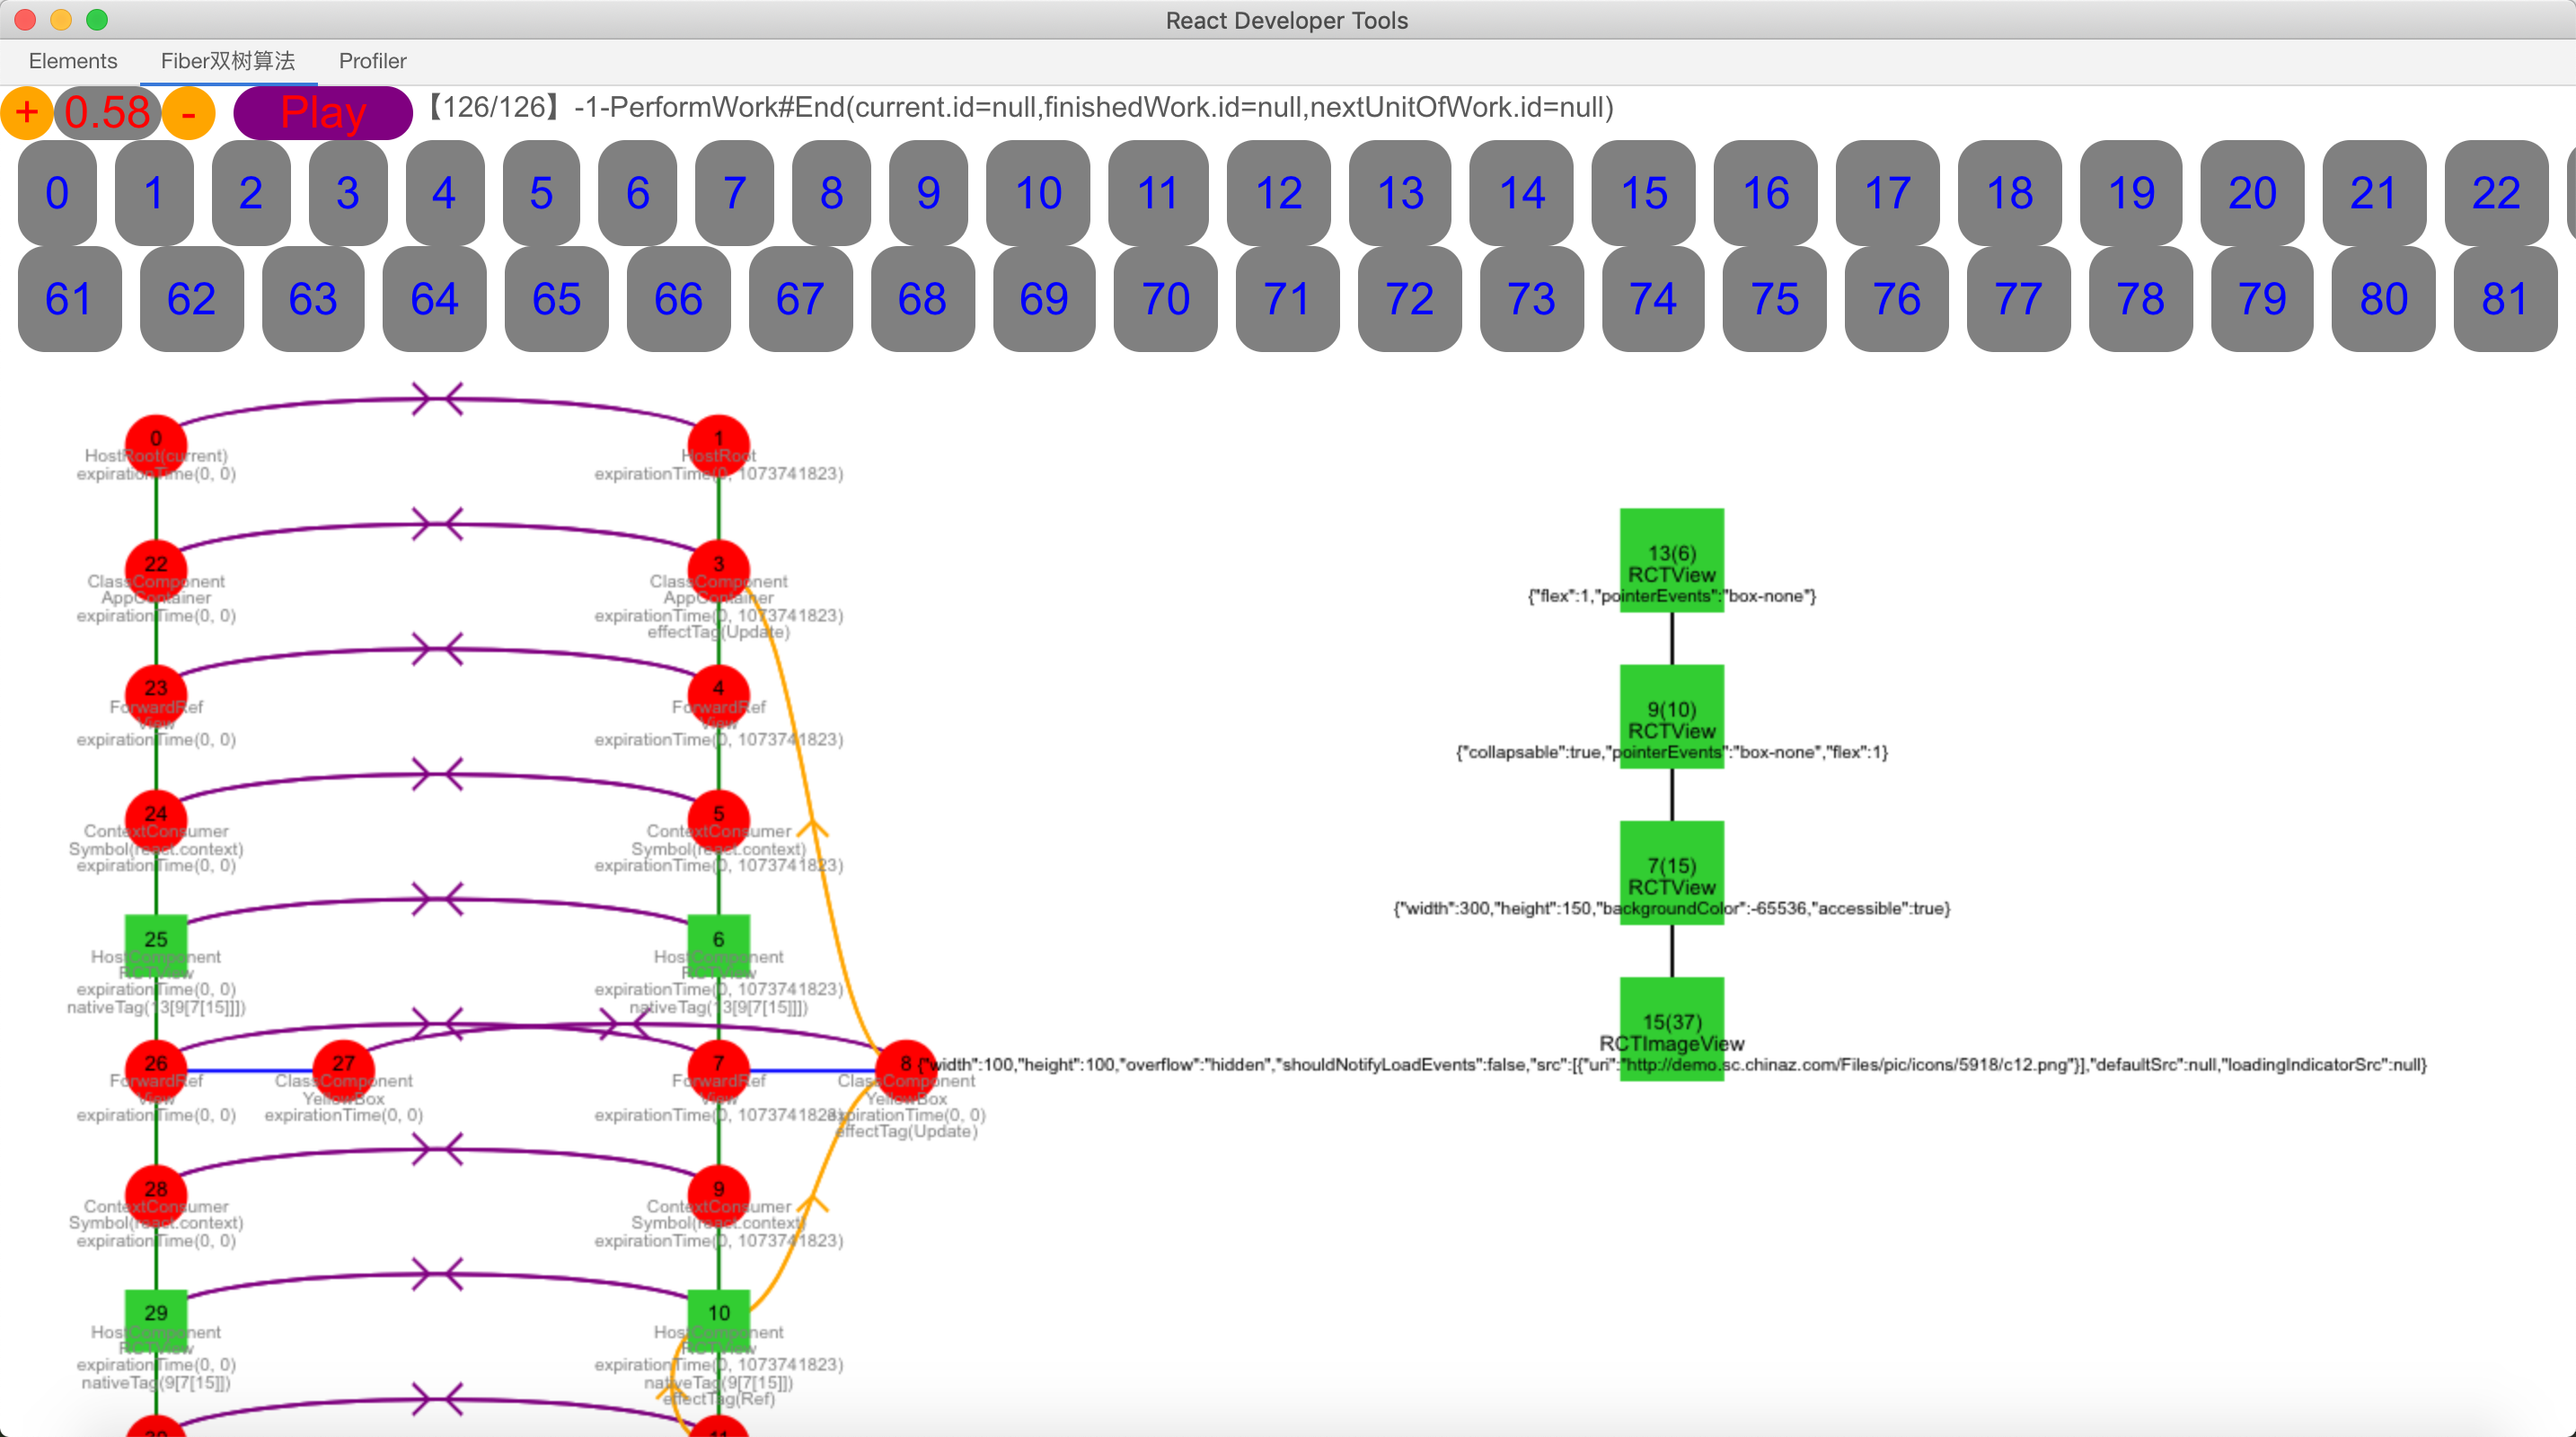 React Developer Tools
Elements Fiber双树算法 Profiler
+ 0.58 - Play 【126/126】-1-PerformWork#End(current.id=null,finishedWork.id=null,nextUnitOfWork.id=null)
0 1 2 3 4 5 6 7 8 9 10 11 12 13 14 15 16 17 18 19 20 21 22
61 62 63 64 65 66 67 68 69 70 71 72 73 74 75 76 77 78 79 80 81
0
HostRoot(current)
expirationTime(0, 0)
1
HostRoot
expirationTime(0, 1073741823)
22
ClassComponent
AppContainer
expirationTime(0, 0)
3
ClassComponent
AppContainer
expirationTime(0, 1073741823)
effectTag(Update)
23
ForwardRef
View
expirationTime(0, 0)
4
ForwardRef
View
expirationTime(0, 1073741823)
24
ContextConsumer
Symbol(react.context)
expirationTime(0, 0)
5
ContextConsumer
Symbol(react.context)
expirationTime(0, 1073741823)
25
HostComponent
RCTView
expirationTime(0, 0)
nativeTag(13[9[7[15]]])
6
HostComponent
RCTView
expirationTime(0, 1073741823)
nativeTag(13[9[7[15]]])
26
ForwardRef
View
expirationTime(0, 0)
27
ClassComponent
YellowBox
expirationTime(0, 0)
7
ForwardRef
View
expirationTime(0, 1073741823)
8
ClassComponent
YellowBox
expirationTime(0, 0)
effectTag(Update)
28
ContextConsumer
Symbol(react.context)
expirationTime(0, 0)
9
ContextConsumer
Symbol(react.context)
expirationTime(0, 1073741823)
29
HostComponent
RCTView
expirationTime(0, 0)
nativeTag(9[7[15]])
10
HostComponent
RCTView
expirationTime(0, 1073741823)
nativeTag(9[7[15]])
effectTag(Ref)
30
11
13(6)
RCTView
{"flex":1,"pointerEvents":"box-none"}
9(10)
RCTView
{"collapsable":true,"pointerEvents":"box-none","flex":1}
7(15)
RCTView
{"width":300,"height":150,"backgroundColor":-65536,"accessible":true}
15(37)
RCTImageView
{"width":100,"height":100,"overflow":"hidden","shouldNotifyLoadEvents":false,"src":[{"uri":"http://demo.sc.chinaz.com/Files/pic/icons/5918/c12.png"}],"defaultSrc":null,"loadingIndicatorSrc":null}